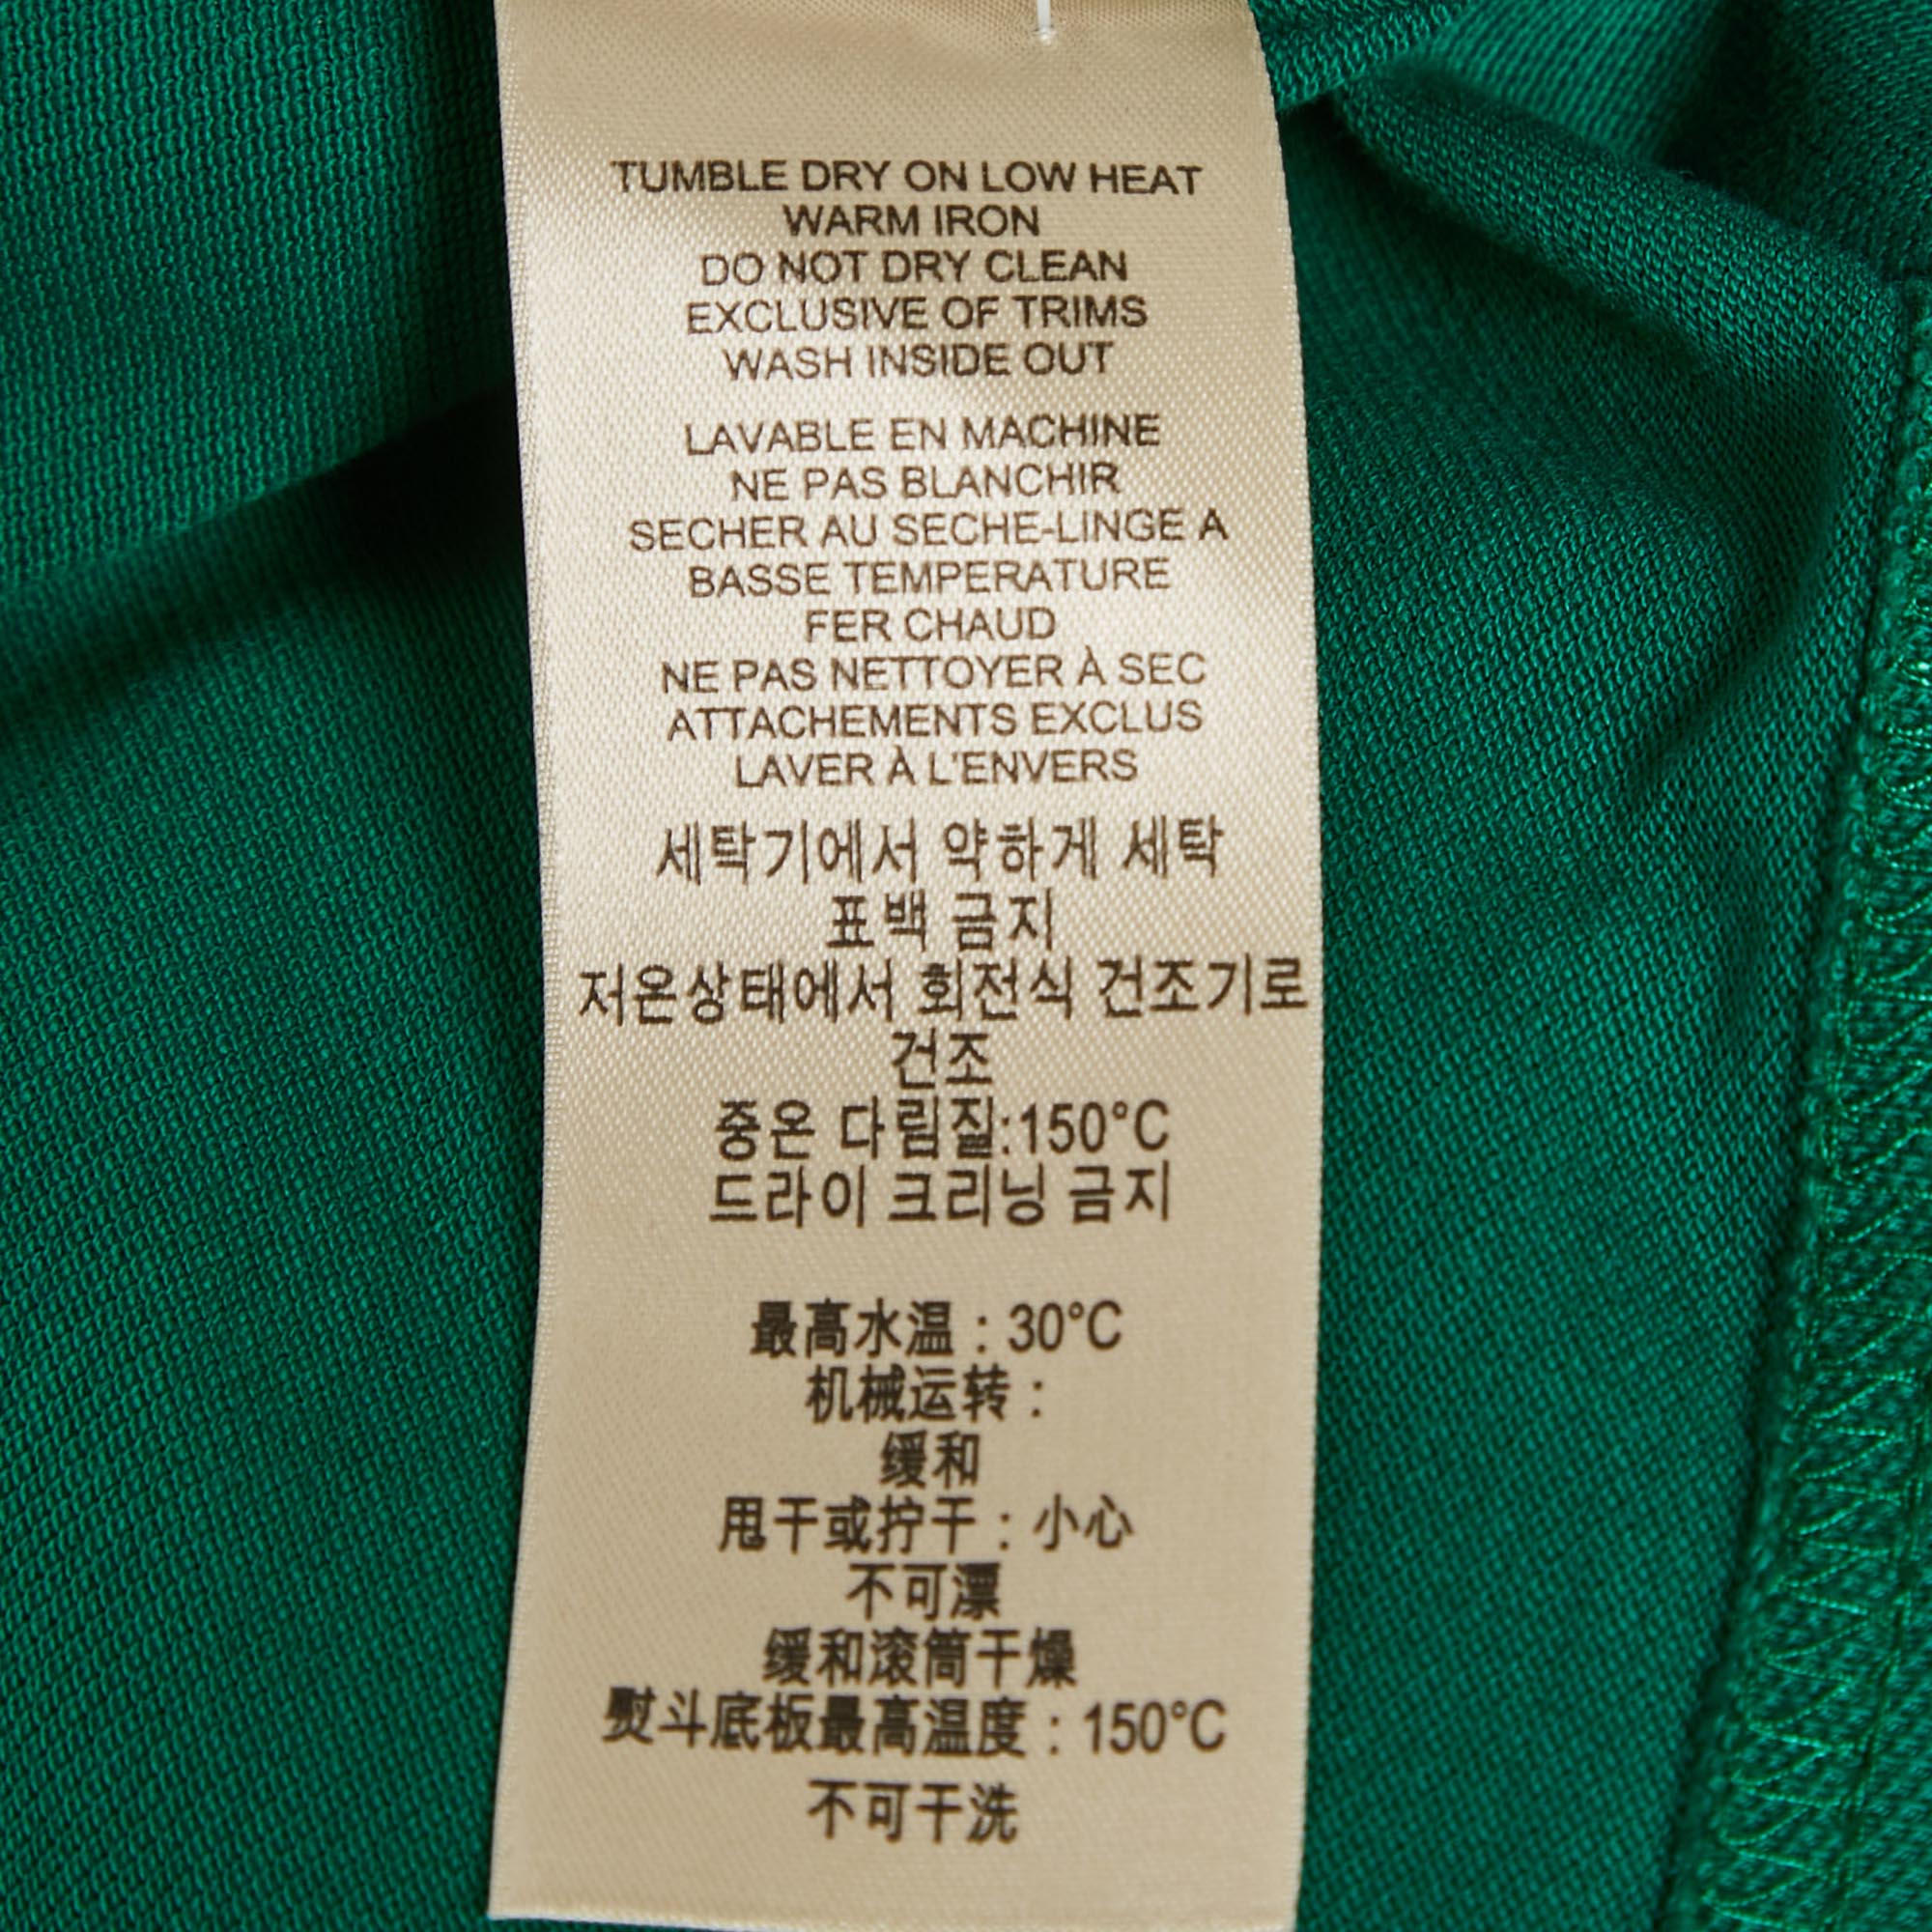 TUMBLE DRY ON LOW HEAT
WARM IRON
DO NOT DRY CLEAN
EXCLUSIVE OF TRIMS
WASH INSIDE OUT
LAVABLE EN MACHINE
NE PAS BLANCHIR
SECHER AU SECHE-LINGE A
BASSE TEMPERATURE
FER CHAUD
NE PAS NETTOYER À SEC
ATTACHEMENTS EXCLUS
LAVER À L'ENVERS
세탁기에서 약하게 세탁
표백 금지
저온상태에서 회전식 건조기로
건조
중온 다림질:150°C
드라이 크리닝 금지
最高水温：30°C
机械运转：
缓和
甩干或拧干：小心
不可漂
缓和滚筒干燥
熨斗底板最高温度：150°C
不可干洗